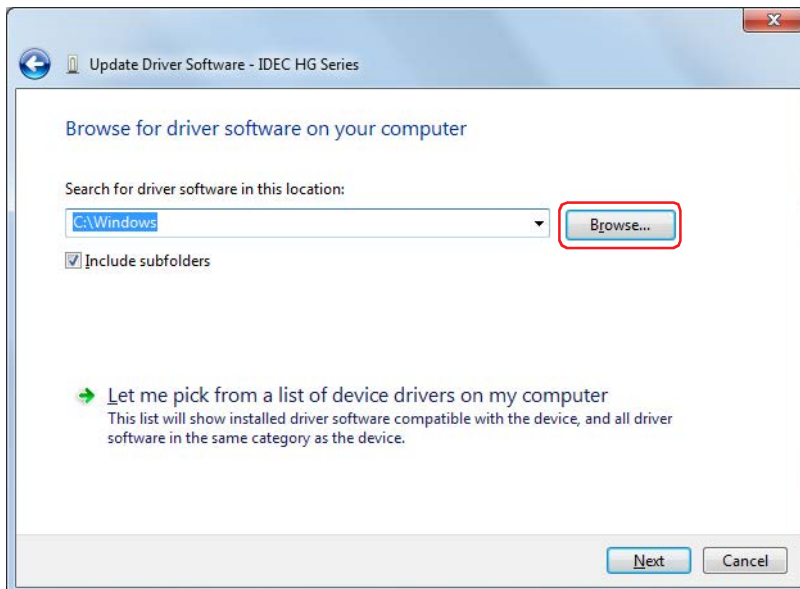 Update Driver Software - IDEC HG Series
Browse for driver software on your computer
Search for driver software in this location:
C:\Windows
Browse...
Include subfolders
Let me pick from a list of device drivers on my computer
This list will show installed driver software compatible with the device, and all driver
software in the same category as the device.
Next
Cancel